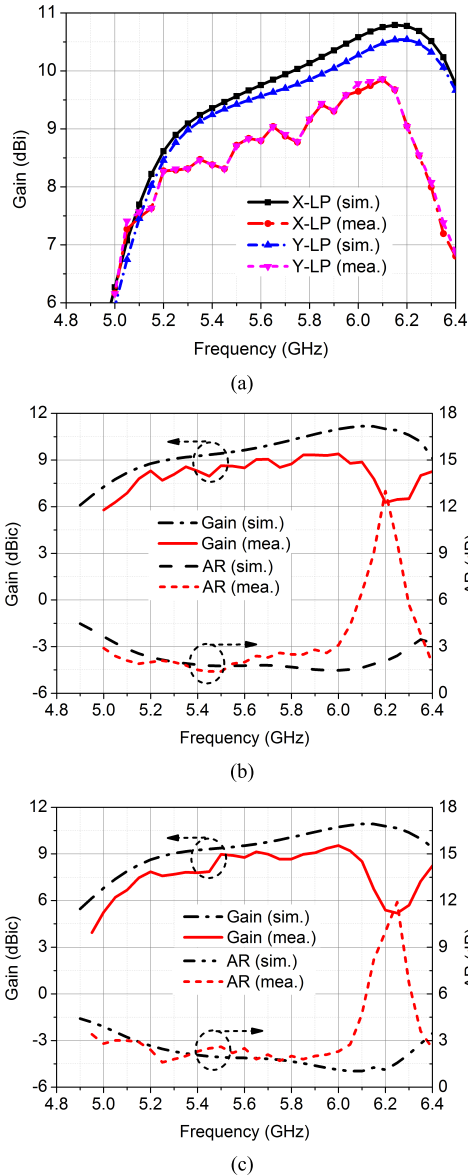 11
10
9
8
7
6
Gain (dBi)
X-LP (sim.)
X-LP (mea.)
Y-LP (sim.)
Y-LP (mea.)
4.8 5.0 5.2 5.4 5.6 5.8 6.0 6.2 6.4
Frequency (GHz)
(a)
12
9
6
3
0
-3
-6
Gain (dBic)
Gain (sim.)
Gain (mea.)
AR (sim.)
AR (mea.)
18
15
12
9
6
3
0
4.8 5.0 5.2 5.4 5.6 5.8 6.0 6.2 6.4
Frequency (GHz)
(b)
12
9
6
3
0
-3
-6
Gain (dBic)
Gain (sim.)
Gain (mea.)
AR (sim.)
AR (mea.)
18
15
12
9
6
3
0
4.8 5.0 5.2 5.4 5.6 5.8 6.0 6.2 6.4
Frequency (GHz)
(c)